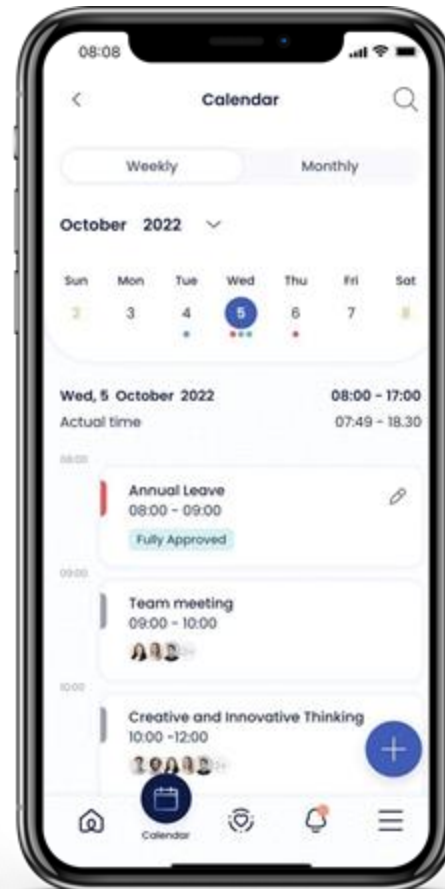 08:08
Calendar
Weekly Monthly
October 2022
Sun Mon Tue Wed Thu Fri Sat
2 3 4 5 6 7 8
Wed, 5 October 2022 08:00 - 17:00
Actual time 07:49 - 18.30
08:00
Annual Leave
08:00 - 09:00
Fully Approved
09:00
Team meeting
09:00 - 10:00
10:00
Creative and Innovative Thinking
10:00 -12:00
Calendar